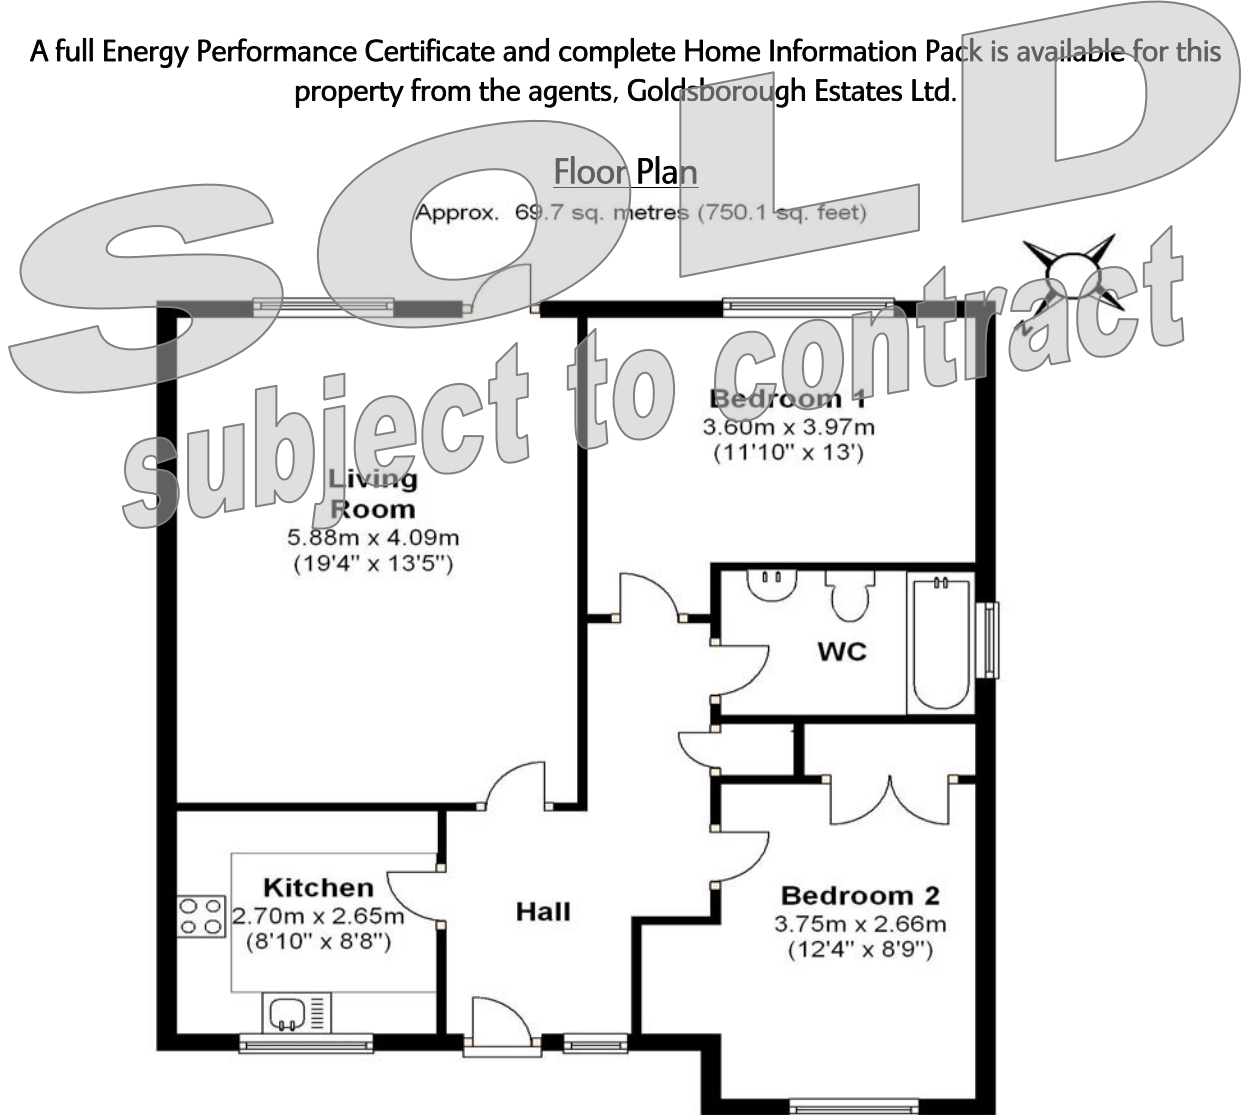 A full Energy Performance Certificate and complete Home Information Pack is available for this
property from the agents, Goldsborough Estates Ltd.
SOLD
subject to contract
Floor Plan
Approx. 69.7 sq. metres (750.1 sq. feet)
N
Bedroom 1
3.60m x 3.97m
(11'10" x 13')
Living
Room
5.88m x 4.09m
(19'4" x 13'5")
WC
Kitchen
2.70m x 2.65m
(8'10" x 8'8")
Hall
Bedroom 2
3.75m x 2.66m
(12'4" x 8'9")